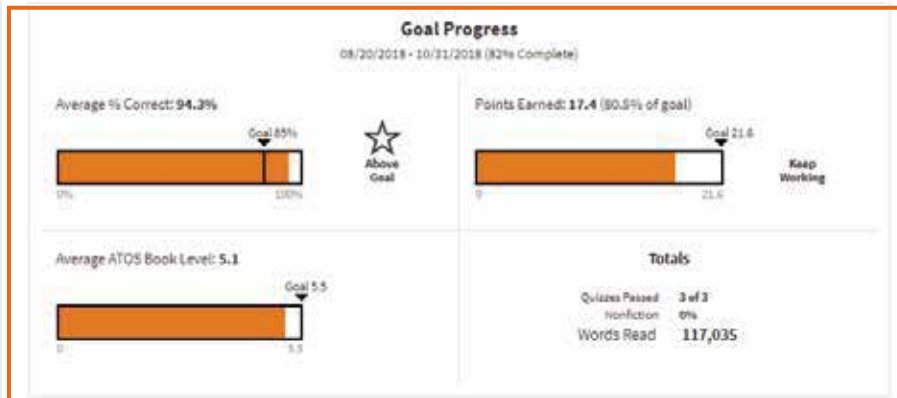 Goal Progress
08/20/2018 - 10/31/2018 (82% Complete)
Average % Correct: 94.3%
Goal 85%
0%
100%
Above
Goal
Points Earned: 17.4 (80.5% of goal)
Goal 21.6
0
21.6
Keep
Working
Average ATOS Book Level: 5.1
Goal 5.5
0
5.5
Totals
Quizzes Passed 3 of 3
Nonfiction 0%
Words Read 117,035